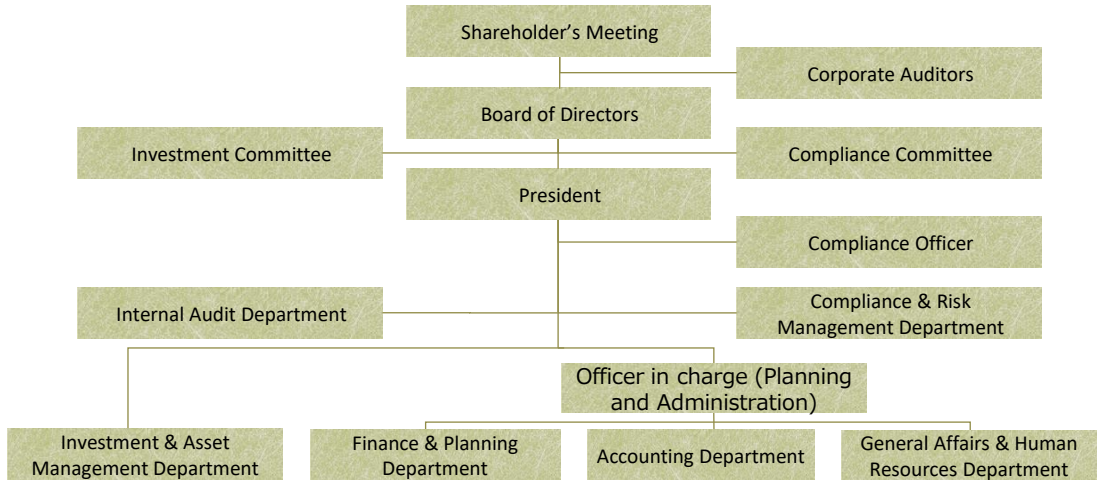 Shareholder’s Meeting
Corporate Auditors
Board of Directors
Investment Committee
Compliance Committee
President
Compliance Officer
Internal Audit Department
Compliance & Risk
Management Department
Officer in charge (Planning
and Administration)
Investment & Asset
Management Department
Finance & Planning
Department
Accounting Department
General Affairs & Human
Resources Department